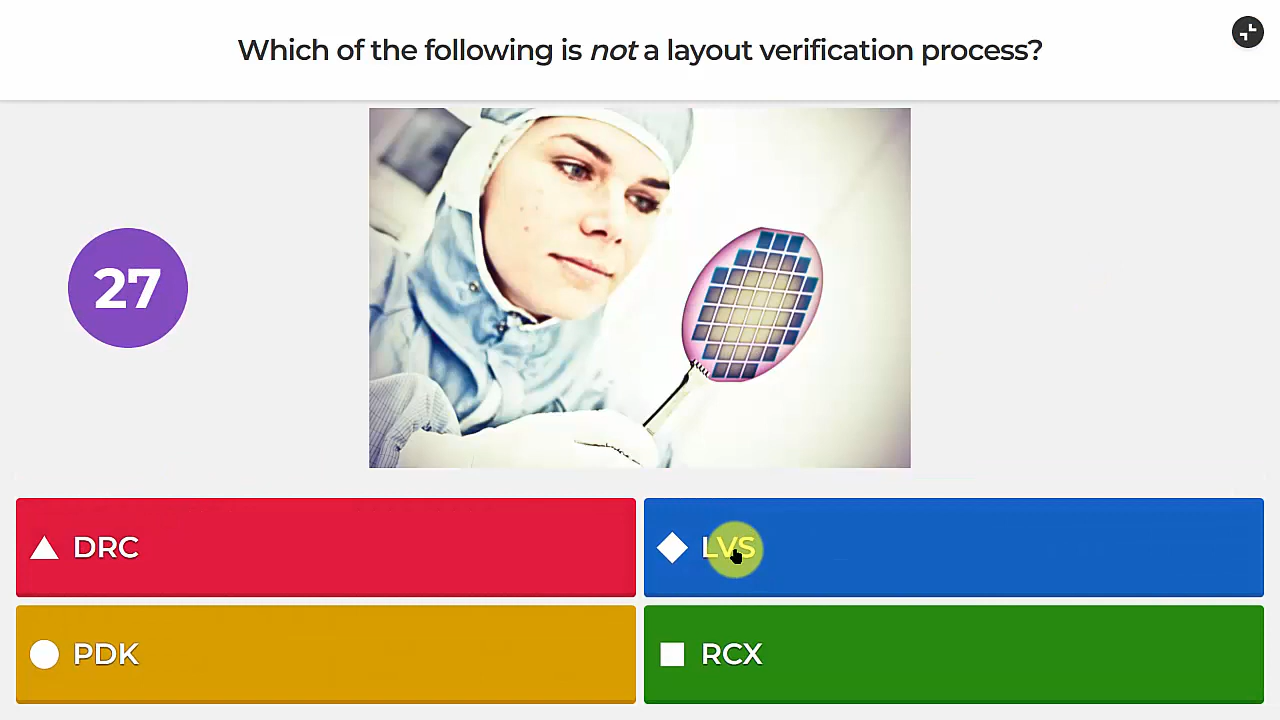 Which of the following is not a layout verification process?
27
DRC
LVS
PDK
RCX